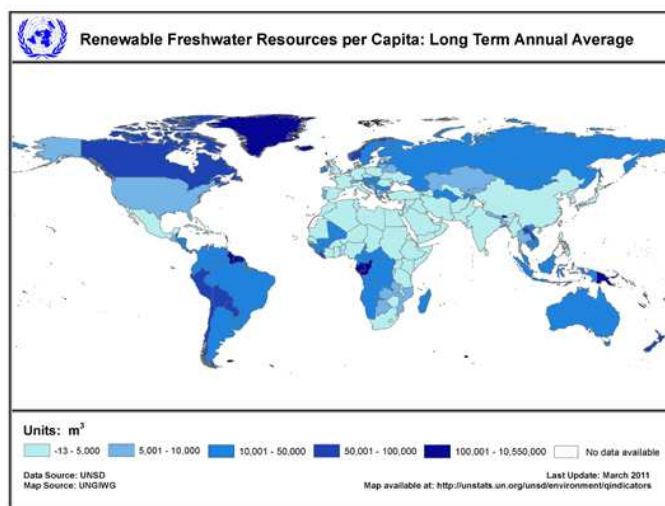 Renewable Freshwater Resources per Capita: Long Term Annual Average
Units: m³
-13 - 5,000
5,001 - 10,000
10,001 - 50,000
50,001 - 100,000
100,001 - 10,550,000
No data available
Data Source: UNSD
Map Source: UNGIWG
Last Update: March 2011
Map available at: http://unstats.un.org/unsd/environment/qindicators